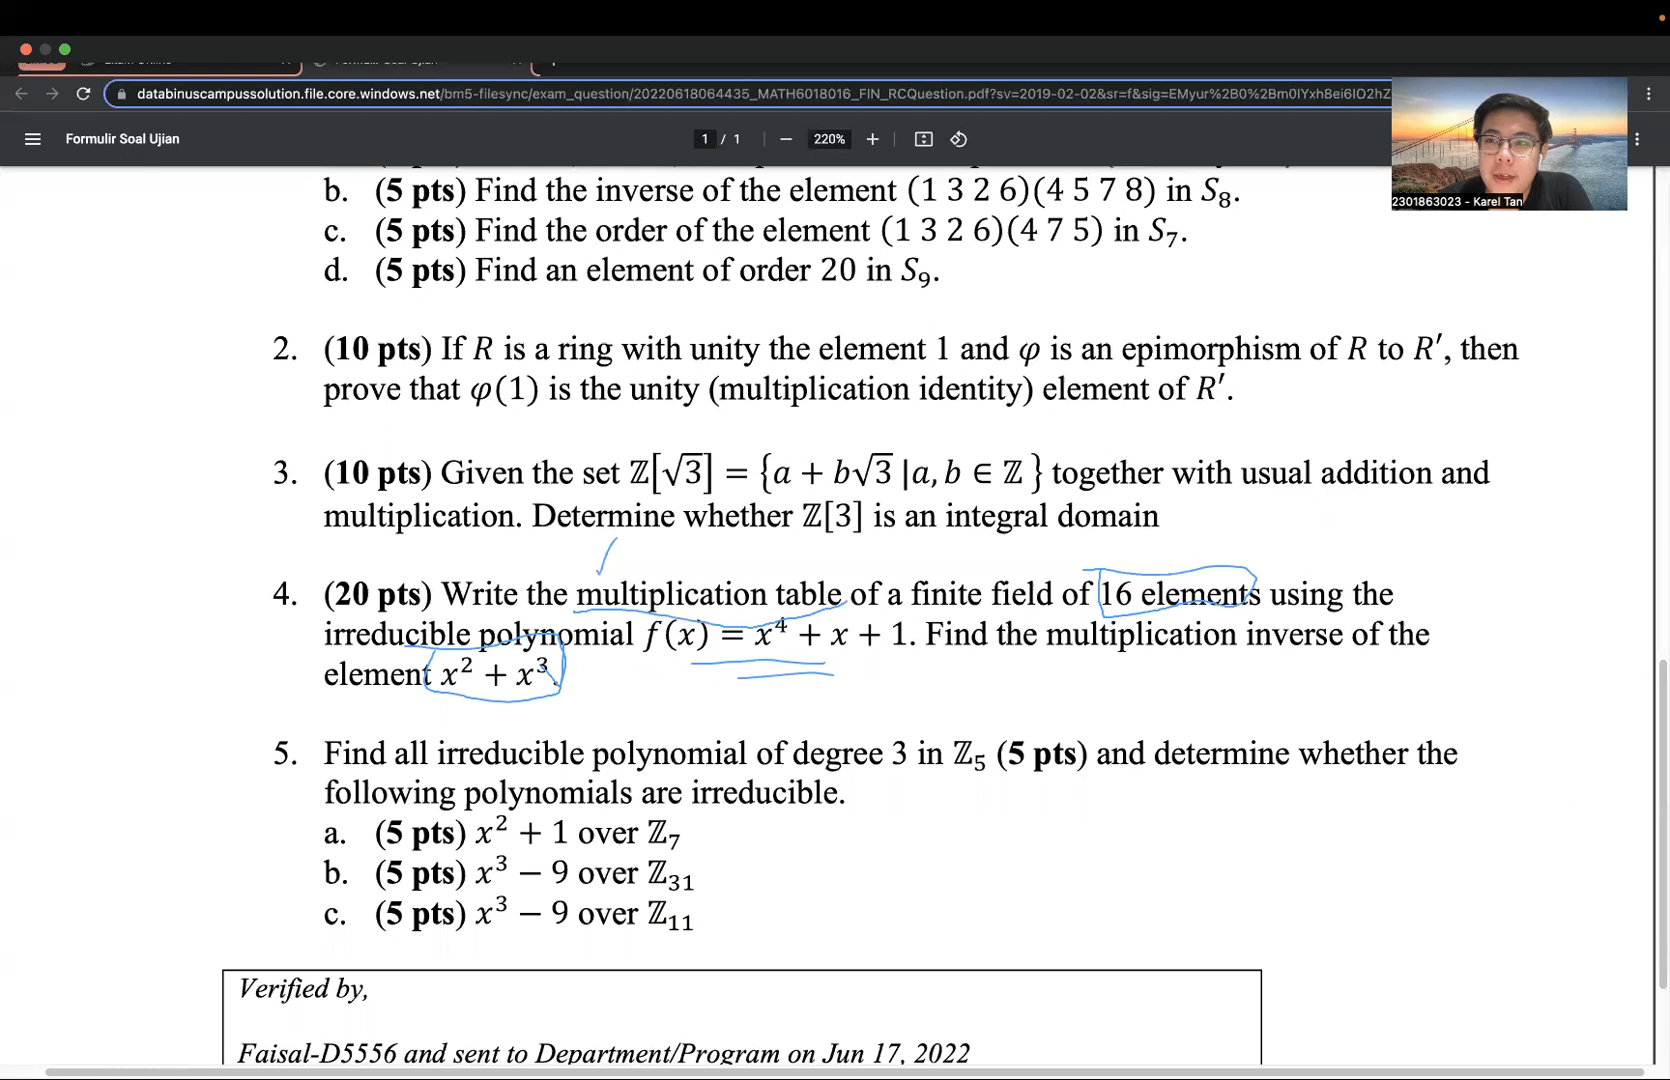 databinuscampussolution.file.core.windows.net/bm5-filesync/exam_question/20220618064435_MATH6018016_FIN_RCQuestion.pdf?sv=2019-02-02&sr=f&sig=EMyur%2B0%2Bm0IYxh8ei6IO2hZ
Formulir Soal Ujian
1 / 1
220%
2301863023 - Karel Tan
b. (5 pts) Find the inverse of the element (1 3 2 6)(4 5 7 8) in S₈.
c. (5 pts) Find the order of the element (1 3 2 6)(4 7 5) in S₇.
d. (5 pts) Find an element of order 20 in S₉.
2. (10 pts) If R is a ring with unity the element 1 and φ is an epimorphism of R to R′, then
prove that φ(1) is the unity (multiplication identity) element of R′.
3. (10 pts) Given the set ℤ[√3] = {a + b√3 |a, b ∈ ℤ } together with usual addition and
multiplication. Determine whether ℤ[3] is an integral domain
4. (20 pts) Write the multiplication table of a finite field of 16 elements using the
irreducible polynomial f(x) = x⁴ + x + 1. Find the multiplication inverse of the
element x² + x³.
5. Find all irreducible polynomial of degree 3 in ℤ₅ (5 pts) and determine whether the
following polynomials are irreducible.
a. (5 pts) x² + 1 over ℤ₇
b. (5 pts) x³ − 9 over ℤ₃₁
c. (5 pts) x³ − 9 over ℤ₁₁
Verified by,
Faisal-D5556 and sent to Department/Program on Jun 17, 2022